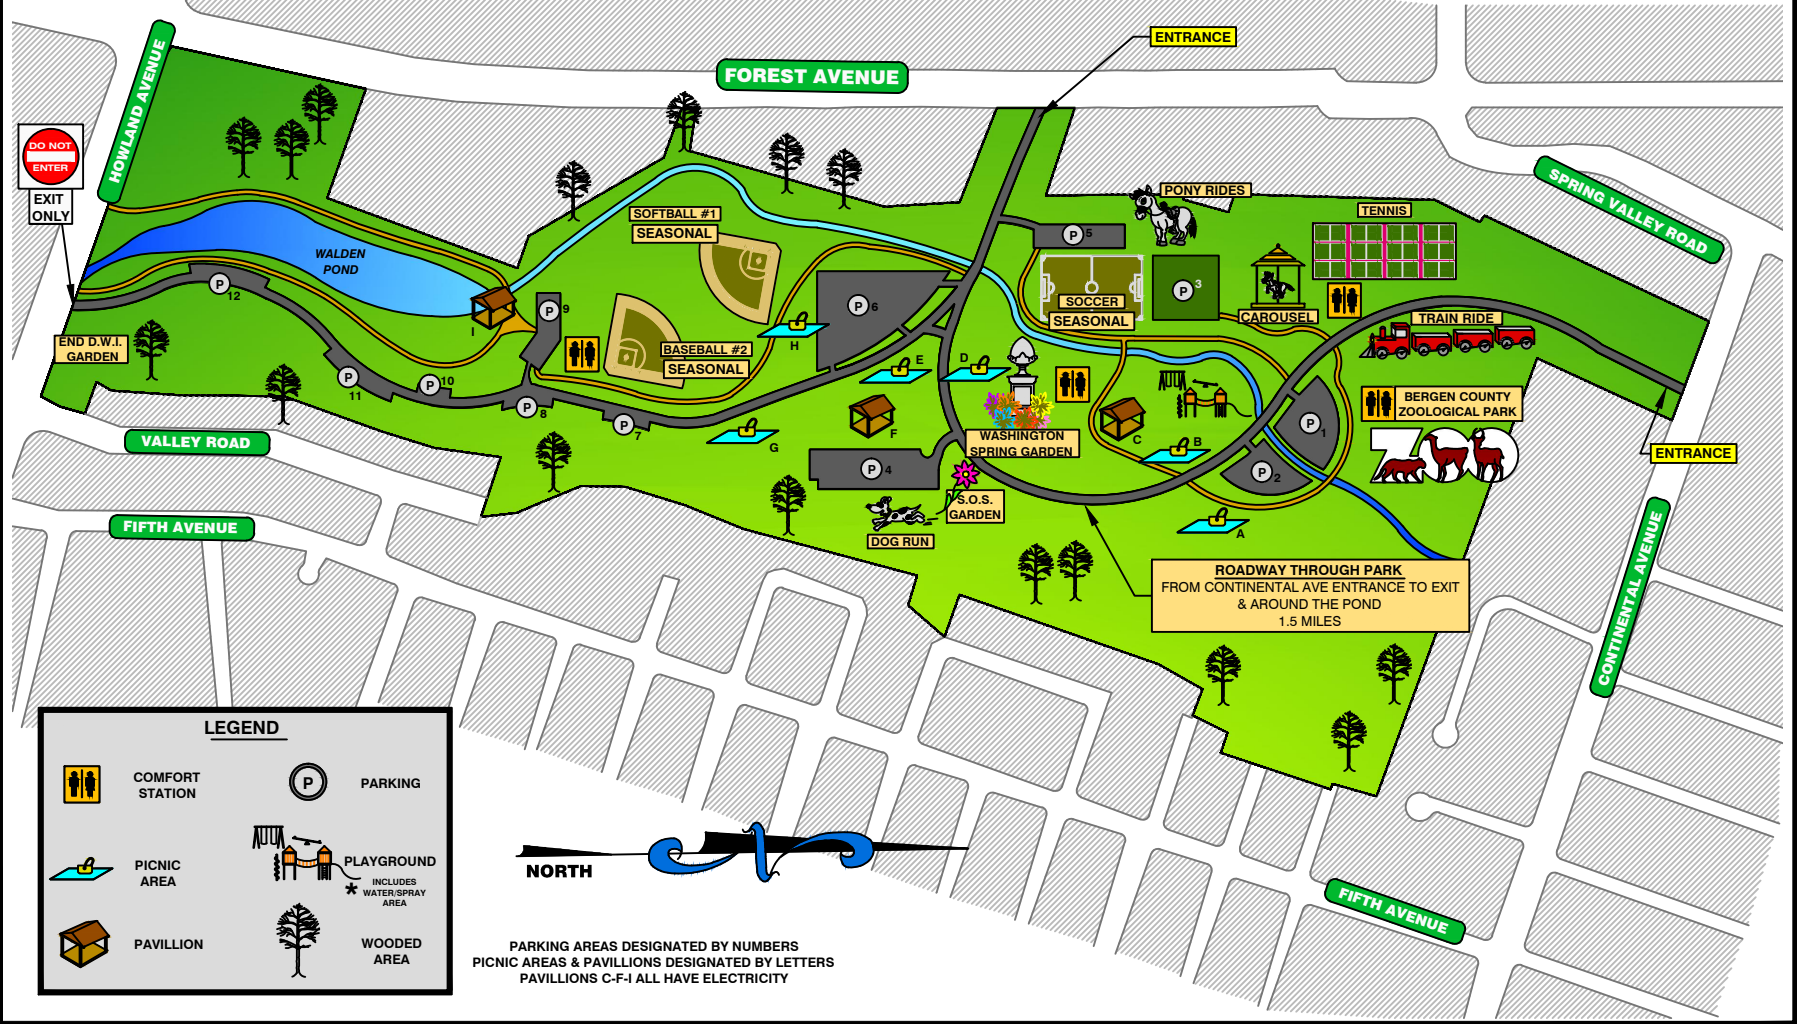 ENTRANCE
FOREST AVENUE
HOWLAND AVENUE
DO NOT
ENTER
EXIT
ONLY
SPRING VALLEY ROAD
PONY RIDES
TENNIS
SOFTBALL #1
SEASONAL
P 5
WALDEN
POND
P 12
P 9
P 6
P 3
SOCCER
SEASONAL
CAROUSEL
TRAIN RIDE
I
H
END D.W.I.
GARDEN
BASEBALL #2
SEASONAL
E
D
P 11
P 10
P 8
P 7
BERGEN COUNTY
ZOOLOGICAL PARK
ZOO
F
C
B
P 1
G
WASHINGTON
SPRING GARDEN
VALLEY ROAD
P 4
P 2
ENTRANCE
S.O.S.
GARDEN
FIFTH AVENUE
DOG RUN
A
CONTINENTAL AVENUE
ROADWAY THROUGH PARK
FROM CONTINENTAL AVE ENTRANCE TO EXIT
& AROUND THE POND
1.5 MILES
LEGEND
COMFORT
STATION
P
PARKING
PICNIC
AREA
PLAYGROUND
* INCLUDES
WATER/SPRAY
AREA
PAVILLION
WOODED
AREA
NORTH
N
FIFTH AVENUE
PARKING AREAS DESIGNATED BY NUMBERS
PICNIC AREAS & PAVILLIONS DESIGNATED BY LETTERS
PAVILLIONS C-F-I ALL HAVE ELECTRICITY